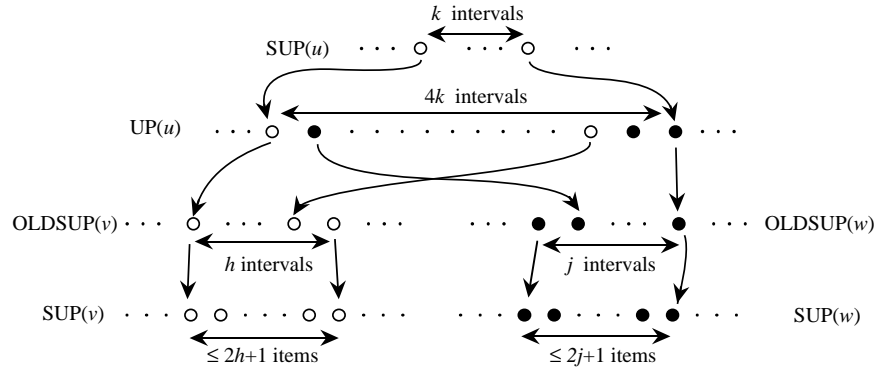 k intervals
SUP(u)
4k intervals
UP(u)
OLDSUP(v)
OLDSUP(w)
h intervals
j intervals
SUP(v)
SUP(w)
≤ 2h+1 items
≤ 2j+1 items